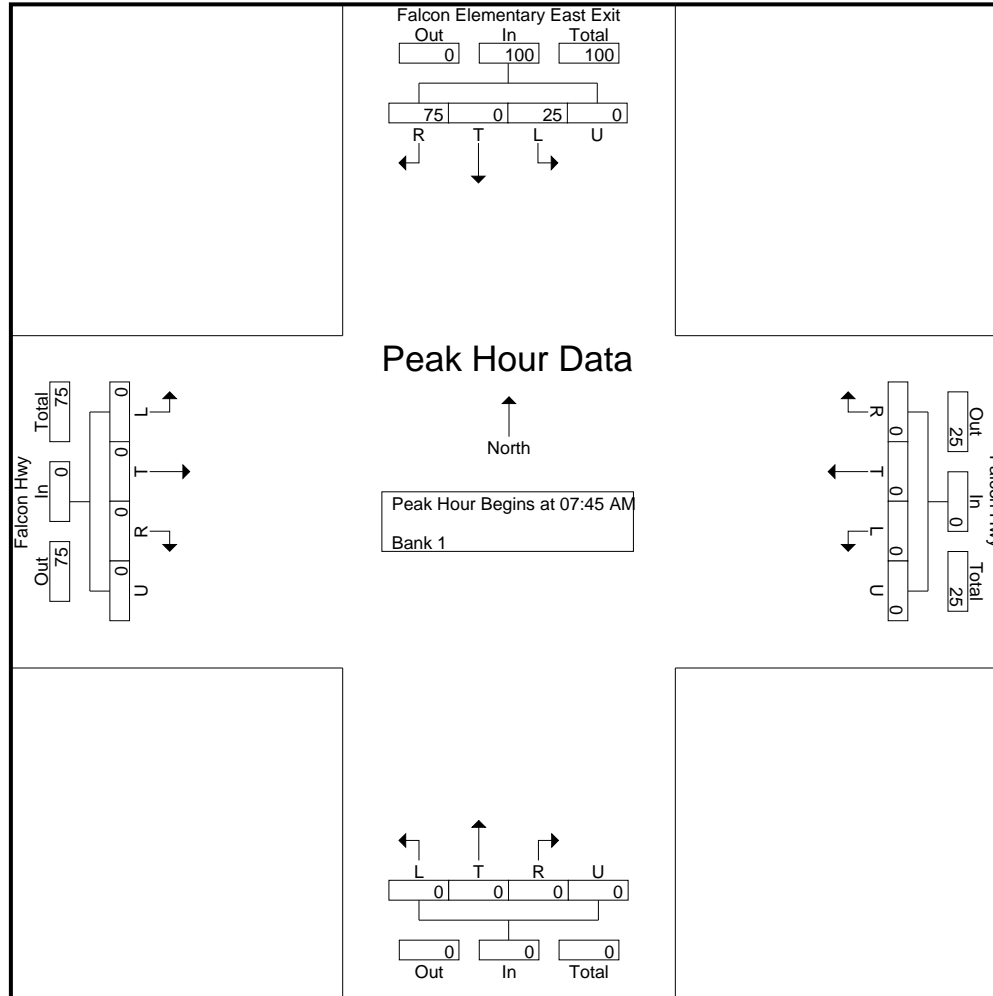 Falcon Elementary East Exit
Out In Total
0 100 100
75 0 25 0
R T L U
Peak Hour Data
North
Peak Hour Begins at 07:45 AM
Bank 1
Falcon Hwy
Out In Total
75 0 75
L T R U
0 0 0 0
R T L U
0 0 0 0
Out In Total
25 0 25
Falcon Hwy
L T R U
0 0 0 0
0 0 0
Out In Total